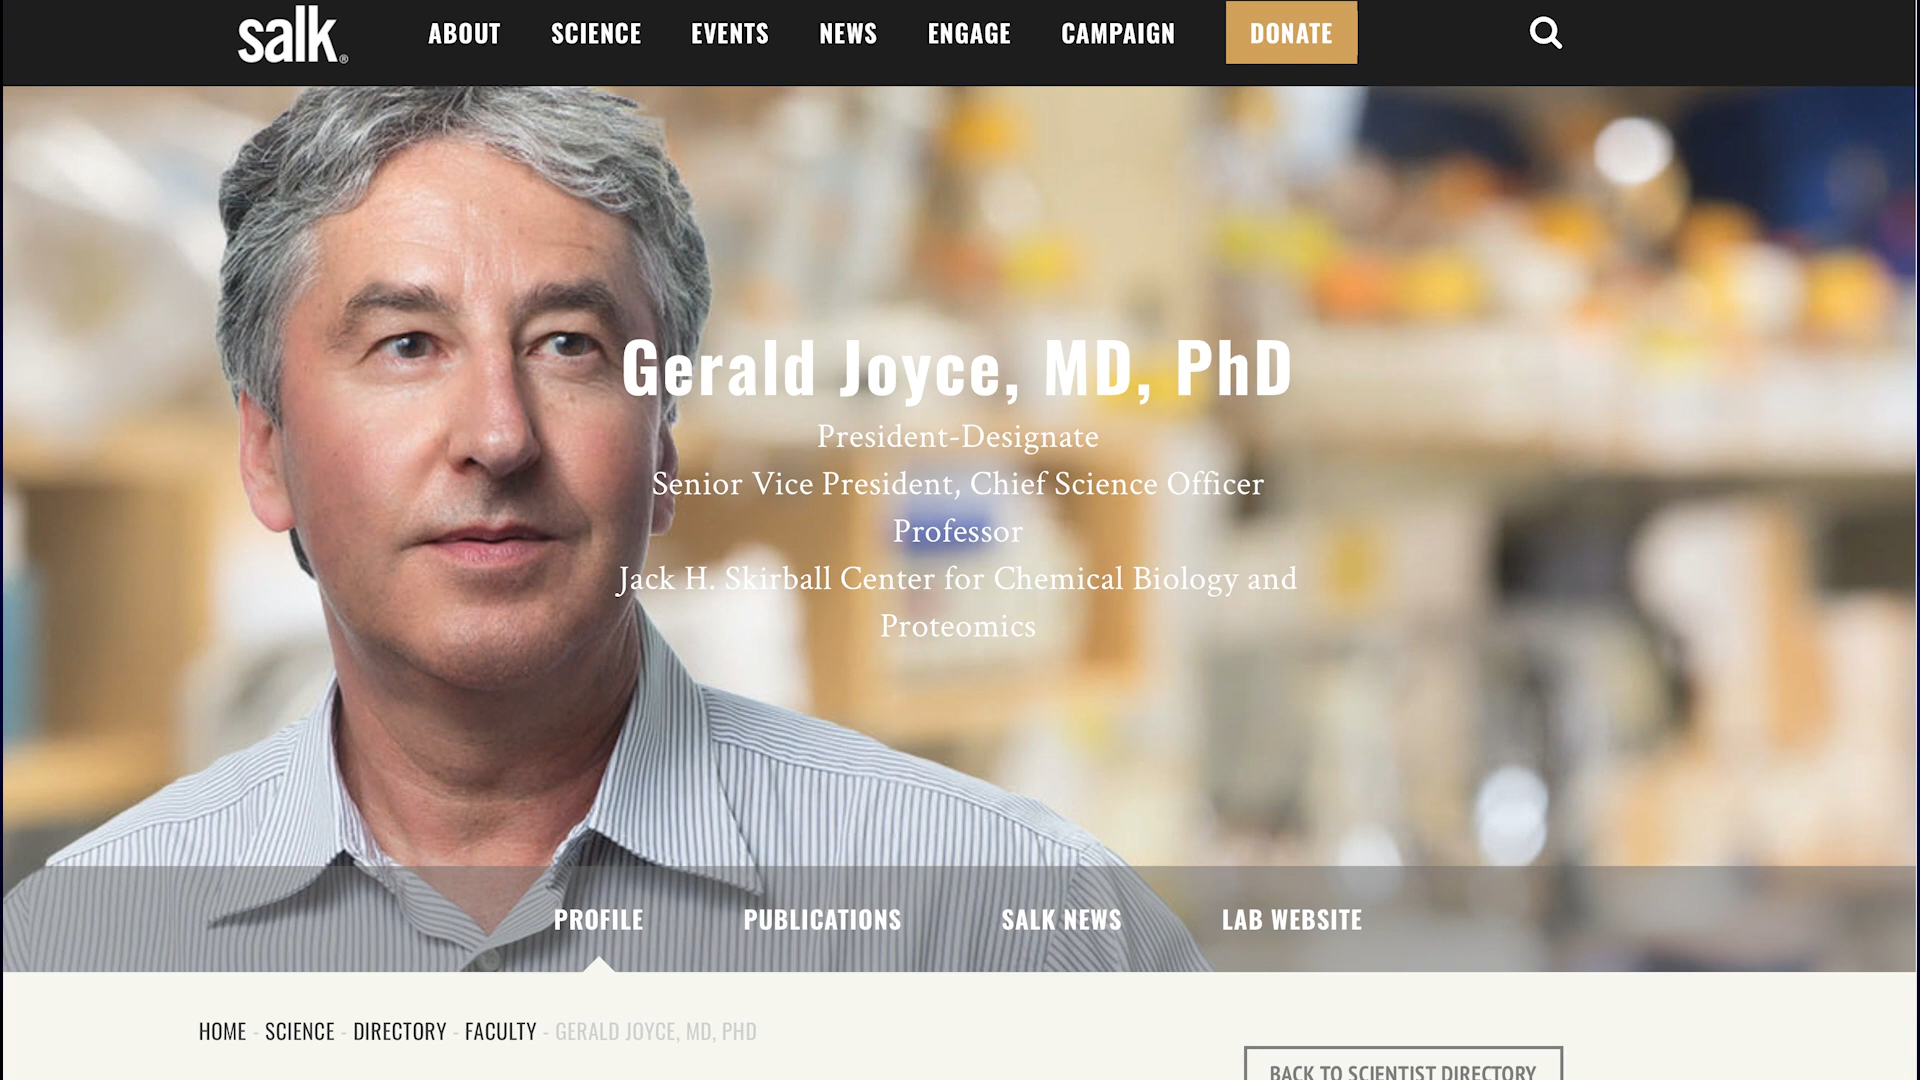 salk®
ABOUT SCIENCE EVENTS NEWS ENGAGE CAMPAIGN DONATE
Gerald Joyce, MD, PhD
President-Designate
Senior Vice President, Chief Science Officer
Professor
Jack H. Skirball Center for Chemical Biology and
Proteomics
PROFILE PUBLICATIONS SALK NEWS LAB WEBSITE
HOME - SCIENCE - DIRECTORY - FACULTY - GERALD JOYCE, MD, PHD
BACK TO SCIENTIST DIRECTORY